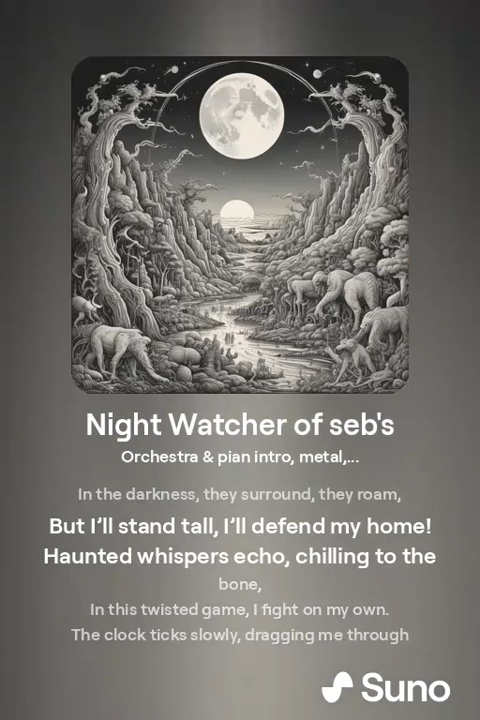 Night Watcher of seb's
Orchestra & pian intro, metal,...
In the darkness, they surround, they roam,
But I’ll stand tall, I’ll defend my home!
Haunted whispers echo, chilling to the
bone,
In this twisted game, I fight on my own.
The clock ticks slowly, dragging me through
Suno